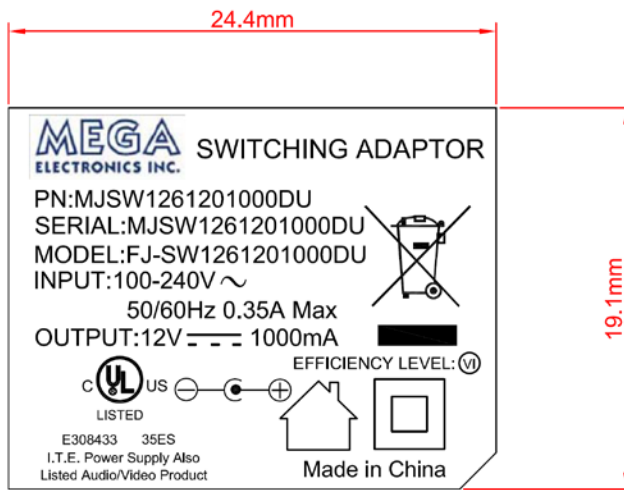 24.4mm
MEGA
ELECTRONICS INC.
SWITCHING ADAPTOR
PN:MJSW1261201000DU
SERIAL:MJSW1261201000DU
MODEL:FJ-SW1261201000DU
INPUT:100-240V ~
50/60Hz 0.35A Max
OUTPUT:12V ⎓ 1000mA
EFFICIENCY LEVEL: VI
C UL US
LISTED
E308433 35ES
I.T.E. Power Supply Also
Listed Audio/Video Product
Made in China
19.1mm